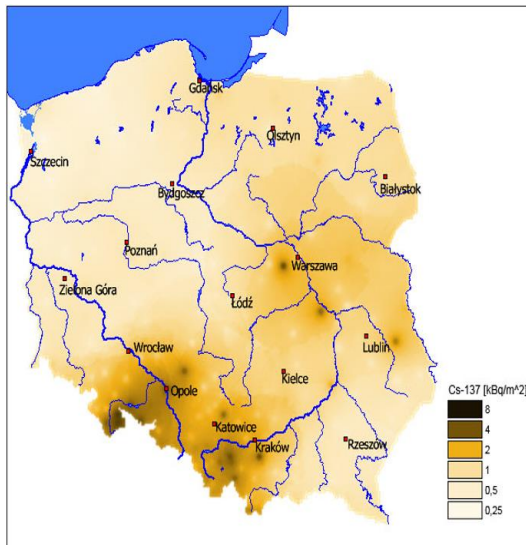 Gdańsk
Olsztyn
Szczecin
Białystok
Bydgoszcz
Poznań
Warszawa
Zielona Góra
Łódź
Lublin
Wrocław
Kielce
Opole
Cs-137 [kBq/m^2]
8
4
Katowice
2
Kraków
Rzeszów
1
0,5
0,25